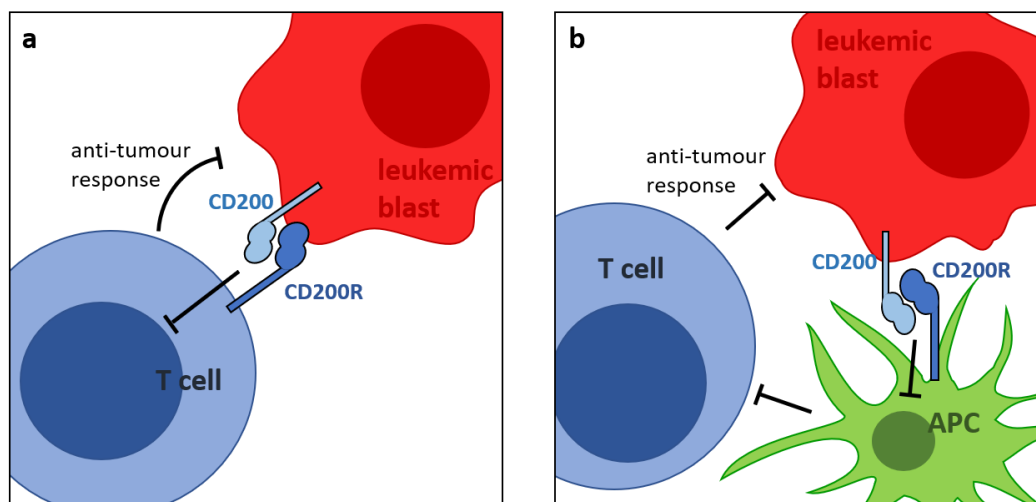 a
leukemic
blast
anti-tumour
response
CD200
CD200R
T cell
b
leukemic
blast
anti-tumour
response
T cell
CD200
CD200R
APC